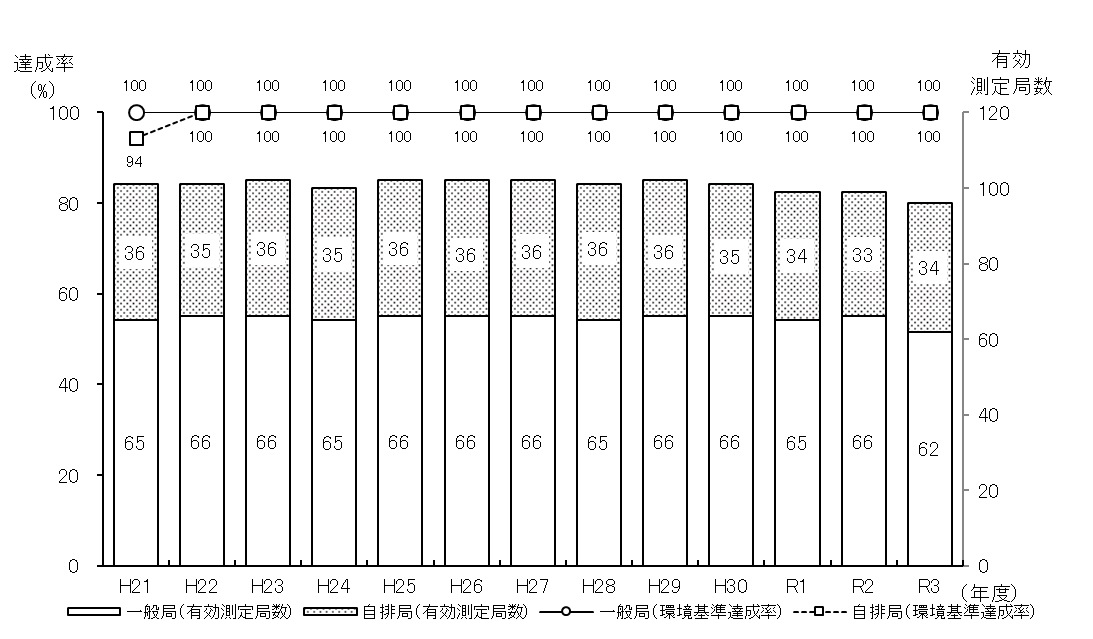 達成率
(%)
有効
測定局数
100 100 100 100 100 100 100 100 100 100 100 100 100
100 120
94 100 100 100 100 100 100 100 100 100 100 100 100
80 100
36 35 36 35 36 36 36 36 36 35 34 33 34
80
60
60
40
40
65 66 66 65 66 66 66 65 66 66 65 66 62
20
20
0 0
H21 H22 H23 H24 H25 H26 H27 H28 H29 H30 R1 R2 R3 (年度)
一般局(有効測定局数) 自排局(有効測定局数) 一般局(環境基準達成率) 自排局(環境基準達成率)